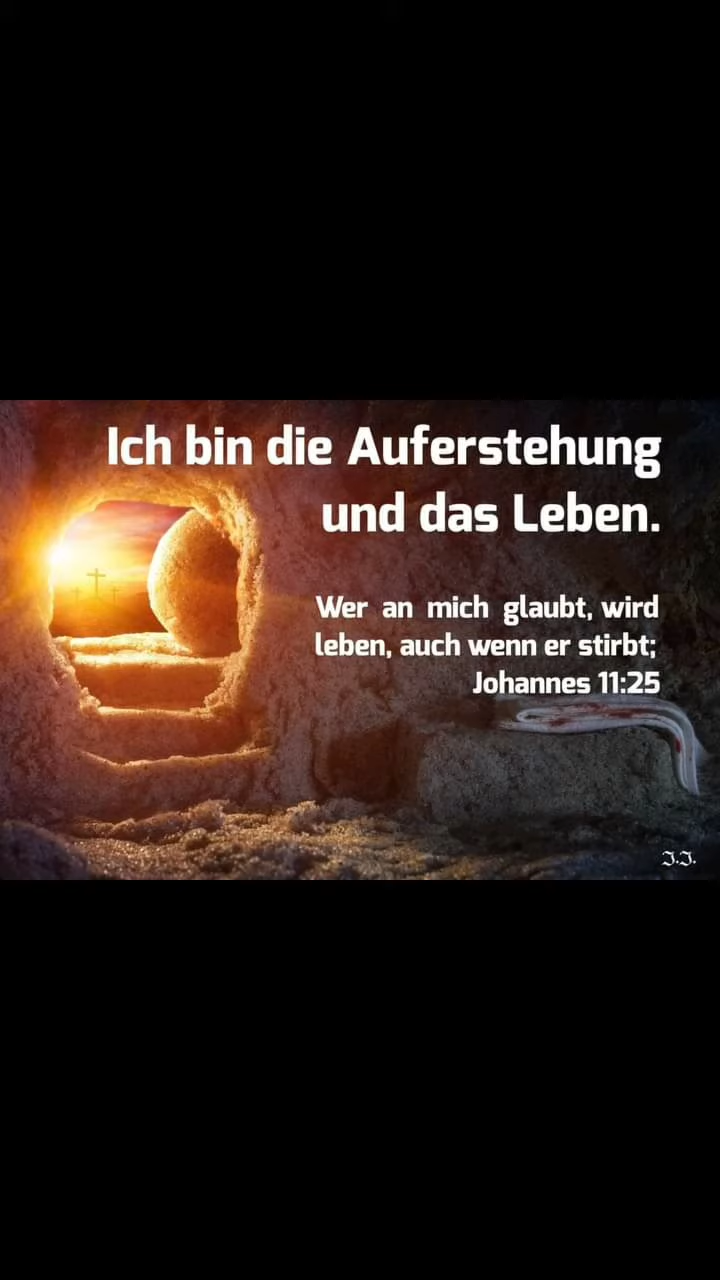 Ich bin die Auferstehung
und das Leben.
Wer an mich glaubt, wird
leben, auch wenn er stirbt;
Johannes 11:25
J.J.